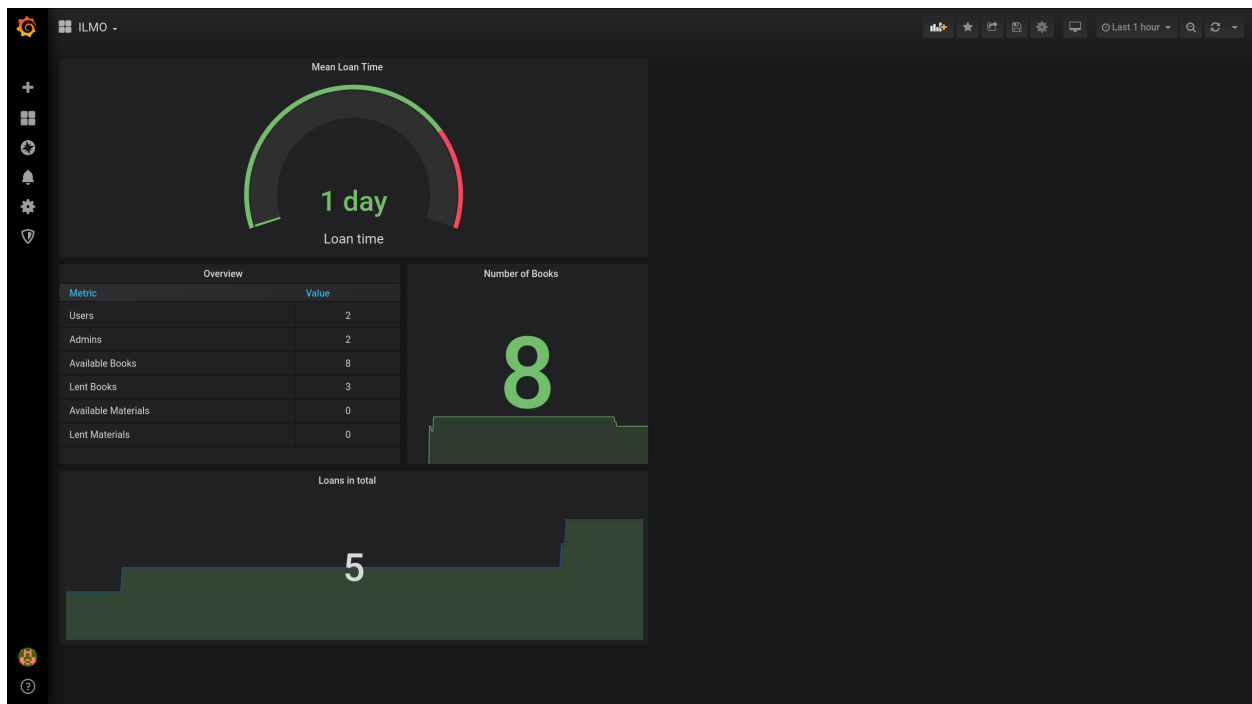 ILMO
Last 1 hour
Mean Loan Time
1 day
Loan time
Overview
Metric Value
Users 2
Admins 2
Available Books 8
Lent Books 3
Available Materials 0
Lent Materials 0
Number of Books
8
Loans in total
5